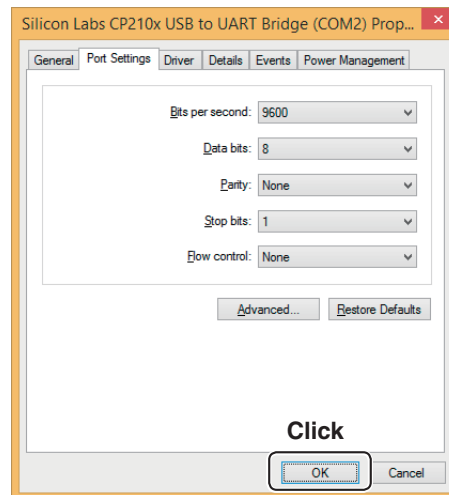 Silicon Labs CP210x USB to UART Bridge (COM2) Prop...
General Port Settings Driver Details Events Power Management
Bits per second: 9600
Data bits: 8
Parity: None
Stop bits: 1
Flow control: None
Advanced... Restore Defaults
Click
OK Cancel